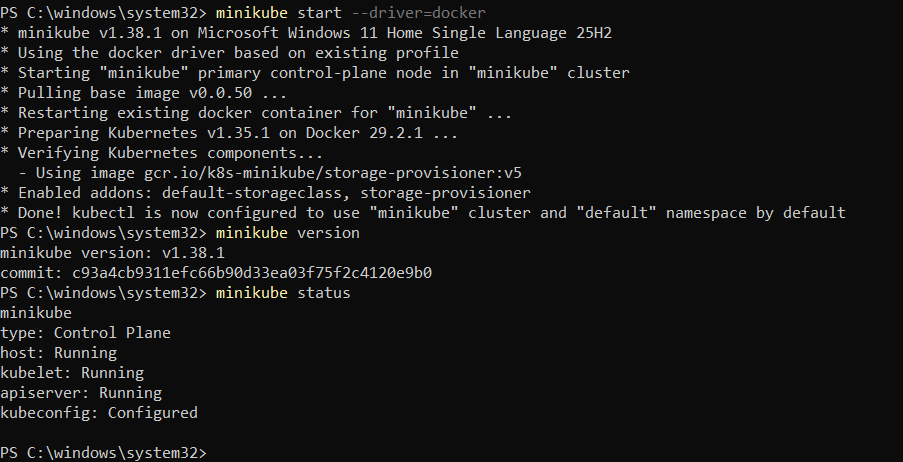 PS C:\windows\system32> minikube start --driver=docker
* minikube v1.38.1 on Microsoft Windows 11 Home Single Language 25H2
* Using the docker driver based on existing profile
* Starting "minikube" primary control-plane node in "minikube" cluster
* Pulling base image v0.0.50 ...
* Restarting existing docker container for "minikube" ...
* Preparing Kubernetes v1.35.1 on Docker 29.2.1 ...
* Verifying Kubernetes components...
  - Using image gcr.io/k8s-minikube/storage-provisioner:v5
* Enabled addons: default-storageclass, storage-provisioner
* Done! kubectl is now configured to use "minikube" cluster and "default" namespace by default
PS C:\windows\system32> minikube version
minikube version: v1.38.1
commit: c93a4cb9311efc66b90d33ea03f75f2c4120e9b0
PS C:\windows\system32> minikube status
minikube
type: Control Plane
host: Running
kubelet: Running
apiserver: Running
kubeconfig: Configured
PS C:\windows\system32>